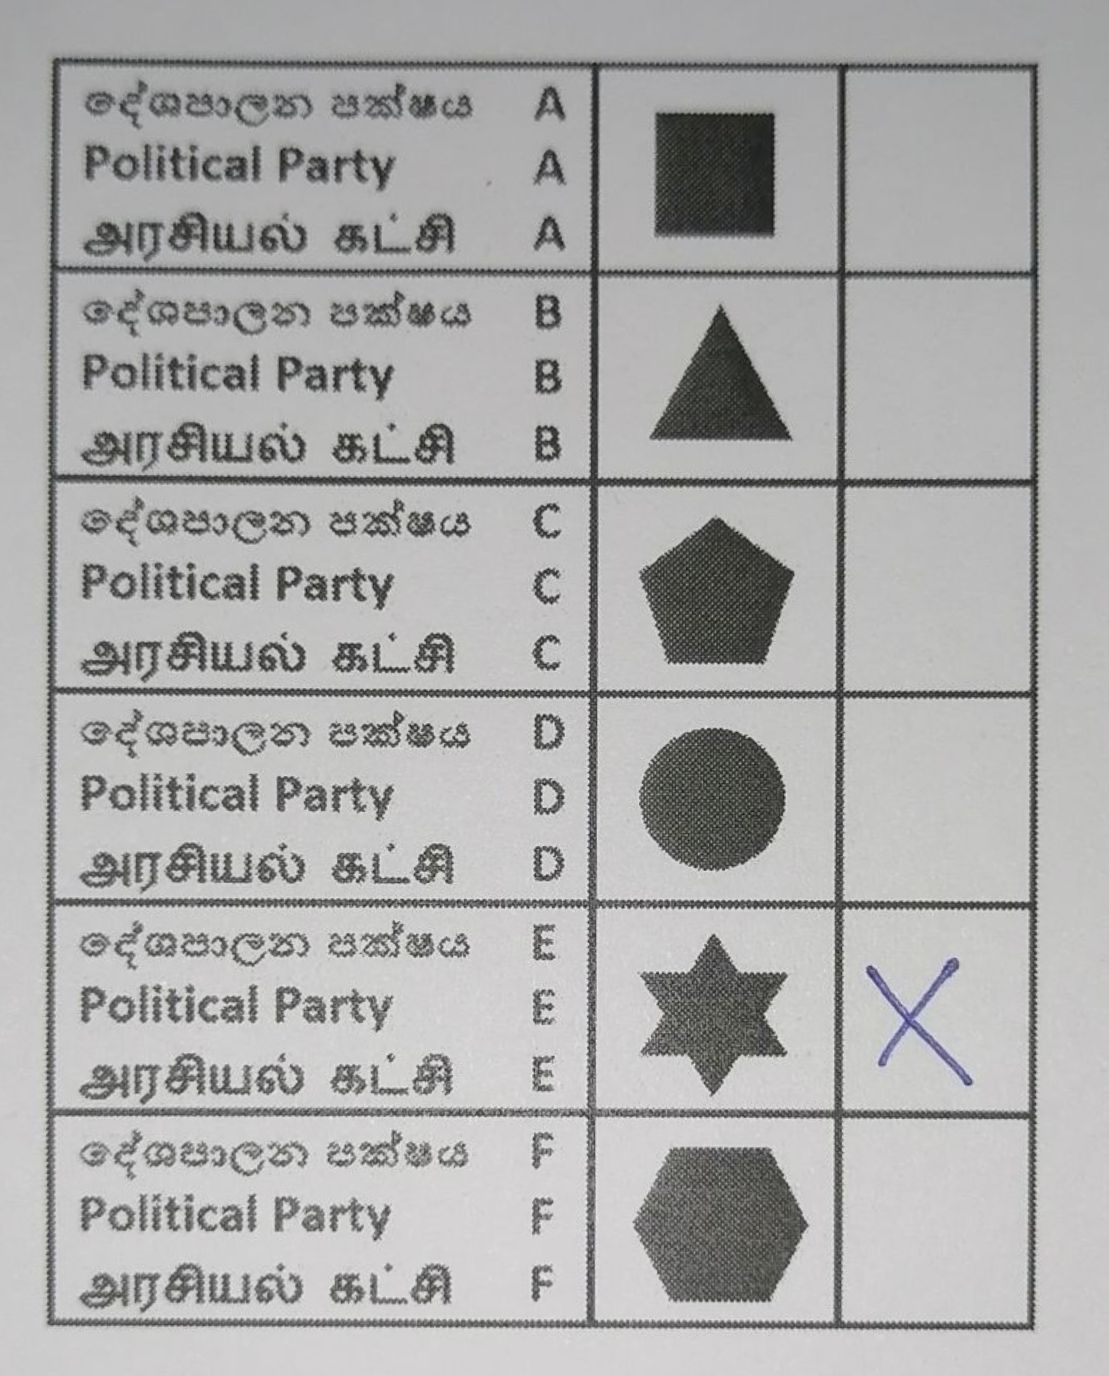 දේශපාලන පක්ෂය A
Political Party A
அரசியல் கட்சி A
දේශපාලන පක්ෂය B
Political Party B
அரசியல் கட்சி B
දේශපාලන පක්ෂය C
Political Party C
அரசியல் கட்சி C
දේශපාලන පක්ෂය D
Political Party D
அரசியல் கட்சி D
දේශපාලන පක්ෂය E
Political Party E
அரசியல் கட்சி E
X
දේශපාලන පක්ෂය F
Political Party F
அரசியல் கட்சி F